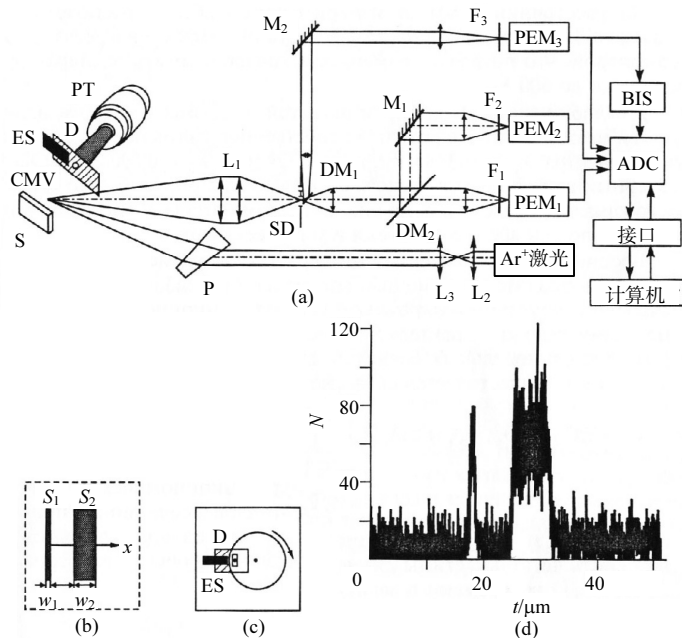 M2
F3
PEM3
PT
D
ES
M1
F2
PEM2
BIS
CMV
L1
DM1
F1
ADC
S
SD
DM2
PEM1
接口
P
Ar+激光
(a)
L3
L2
计算机
120
80
N
40
0
20
40
t/μm
(d)
S1
S2
x
w1
w2
(b)
D
ES
(c)